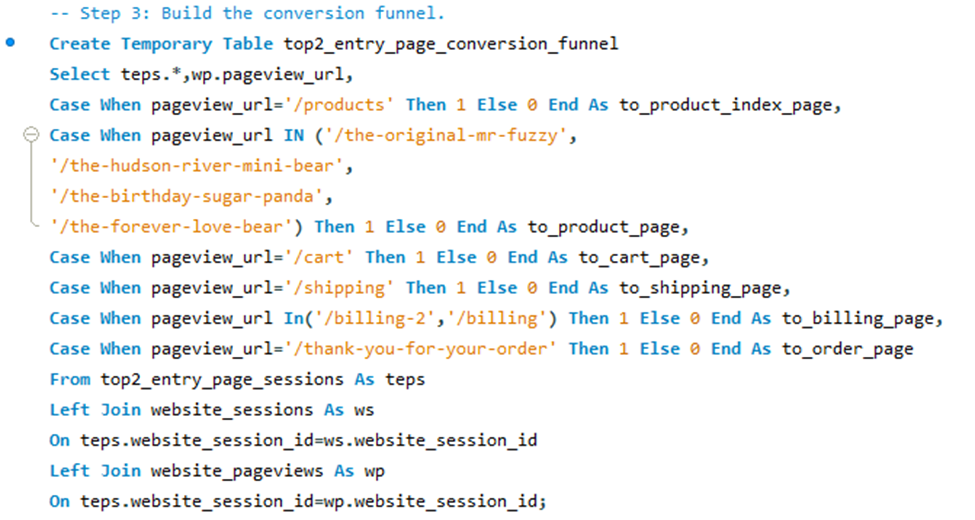 -- Step 3: Build the conversion funnel.
Create Temporary Table top2_entry_page_conversion_funnel
Select teps.*,wp.pageview_url,
Case When pageview_url='/products' Then 1 Else 0 End As to_product_index_page,
Case When pageview_url IN ('/the-original-mr-fuzzy',
'/the-hudson-river-mini-bear',
'/the-birthday-sugar-panda',
'/the-forever-love-bear') Then 1 Else 0 End As to_product_page,
Case When pageview_url='/cart' Then 1 Else 0 End As to_cart_page,
Case When pageview_url='/shipping' Then 1 Else 0 End As to_shipping_page,
Case When pageview_url In('/billing-2','/billing') Then 1 Else 0 End As to_billing_page,
Case When pageview_url='/thank-you-for-your-order' Then 1 Else 0 End As to_order_page
From top2_entry_page_sessions As teps
Left Join website_sessions As ws
On teps.website_session_id=ws.website_session_id
Left Join website_pageviews As wp
On teps.website_session_id=wp.website_session_id;